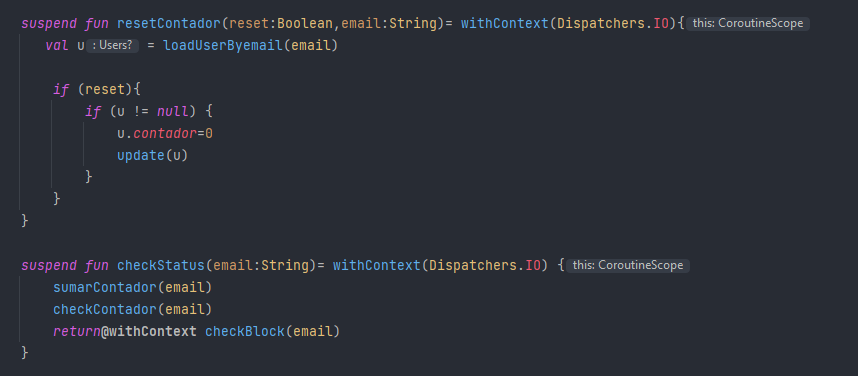 suspend fun resetContador(reset:Boolean,email:String)= withContext(Dispatchers.IO){ this: CoroutineScope
val u : Users? = loadUserByemail(email)
if (reset){
if (u != null) {
u.contador=0
update(u)
}
}
}
suspend fun checkStatus(email:String)= withContext(Dispatchers.IO) { this: CoroutineScope
sumarContador(email)
checkContador(email)
return@withContext checkBlock(email)
}